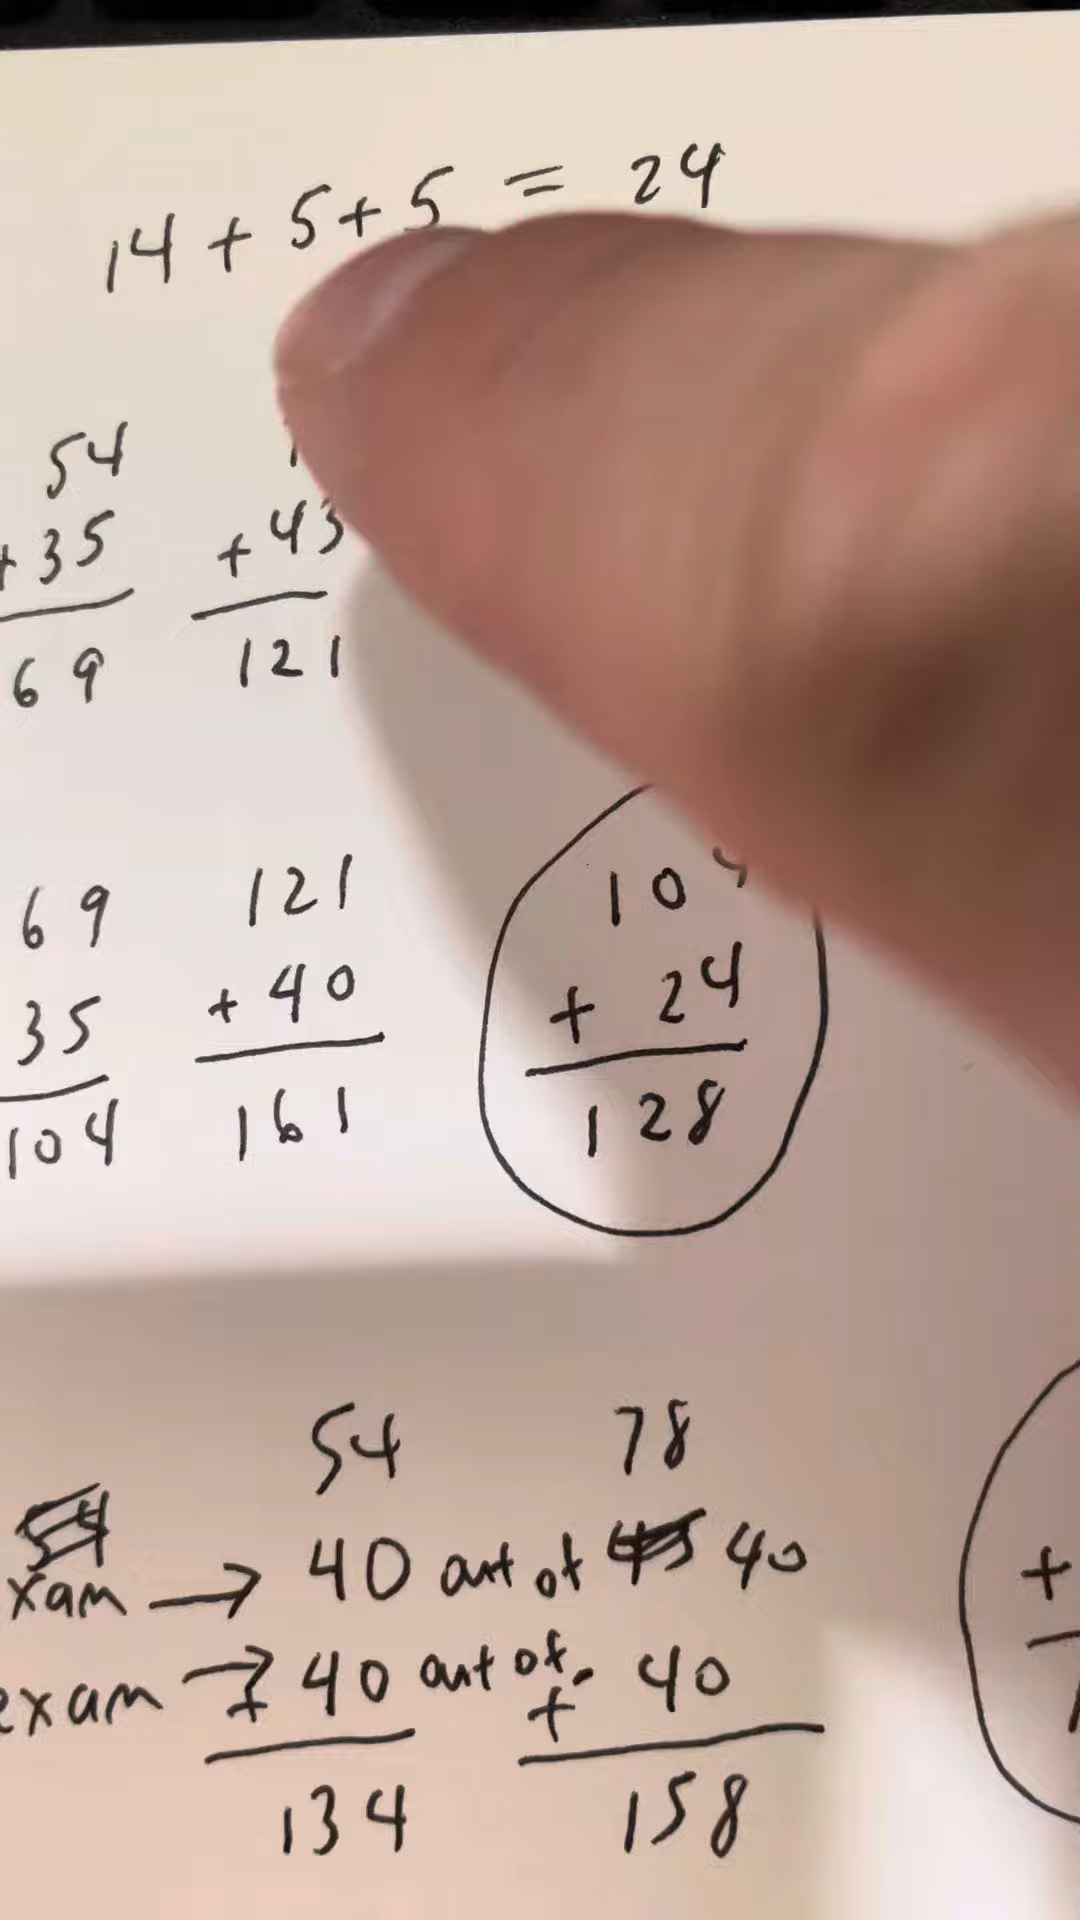 14 + 5 + 5 = 24
54
+ 35 + 43
69 121
69 121 10
35 + 40 + 24
104 161 128
54 78
40 out of 40
exam → 40 out of 40
+ +
134 158